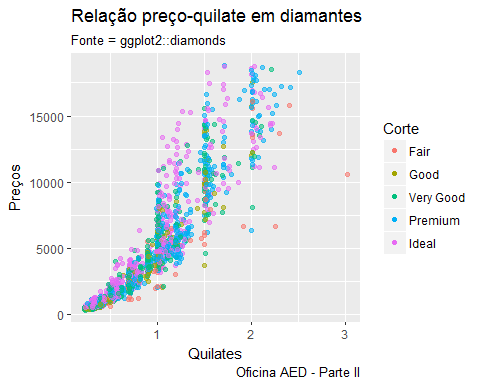 Relação preço-quilate em diamantes
Fonte = ggplot2::diamonds
Preços
15000
10000
5000
0
1
2
3
Quilates
Corte
Fair
Good
Very Good
Premium
Ideal
Oficina AED - Parte II